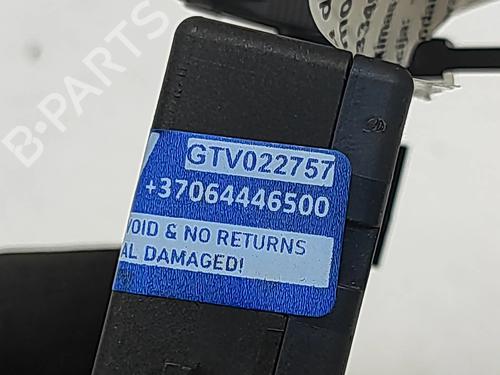 B-PARTS
GTV022757
+37064446500
VOID & NO RETURNS
AL DAMAGED!